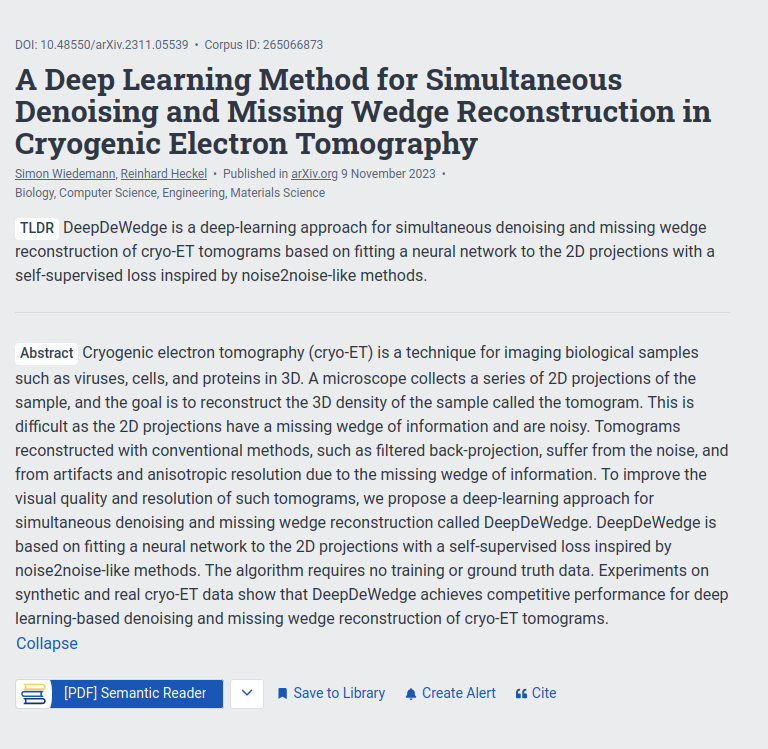 DOI: 10.48550/arXiv.2311.05539 • Corpus ID: 265066873
A Deep Learning Method for Simultaneous
Denoising and Missing Wedge Reconstruction in
Cryogenic Electron Tomography
Simon Wiedemann, Reinhard Heckel • Published in arXiv.org 9 November 2023 •
Biology, Computer Science, Engineering, Materials Science
TLDR DeepDeWedge is a deep-learning approach for simultaneous denoising and missing wedge
reconstruction of cryo-ET tomograms based on fitting a neural network to the 2D projections with a
self-supervised loss inspired by noise2noise-like methods.
Abstract Cryogenic electron tomography (cryo-ET) is a technique for imaging biological samples
such as viruses, cells, and proteins in 3D. A microscope collects a series of 2D projections of the
sample, and the goal is to reconstruct the 3D density of the sample called the tomogram. This is
difficult as the 2D projections have a missing wedge of information and are noisy. Tomograms
reconstructed with conventional methods, such as filtered back-projection, suffer from the noise, and
from artifacts and anisotropic resolution due to the missing wedge of information. To improve the
visual quality and resolution of such tomograms, we propose a deep-learning approach for
simultaneous denoising and missing wedge reconstruction called DeepDeWedge. DeepDeWedge is
based on fitting a neural network to the 2D projections with a self-supervised loss inspired by
noise2noise-like methods. The algorithm requires no training or ground truth data. Experiments on
synthetic and real cryo-ET data show that DeepDeWedge achieves competitive performance for deep
learning-based denoising and missing wedge reconstruction of cryo-ET tomograms.
Collapse
[PDF] Semantic Reader Save to Library Create Alert Cite